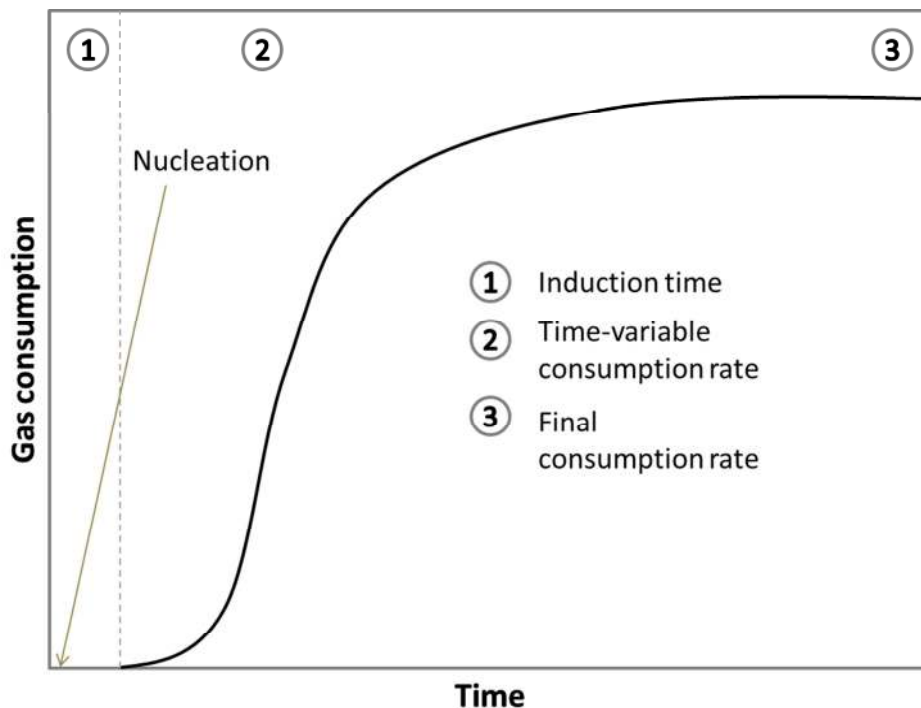 1
2
3
Nucleation
Gas consumption
1 Induction time
2 Time-variable
consumption rate
3 Final
consumption rate
Time